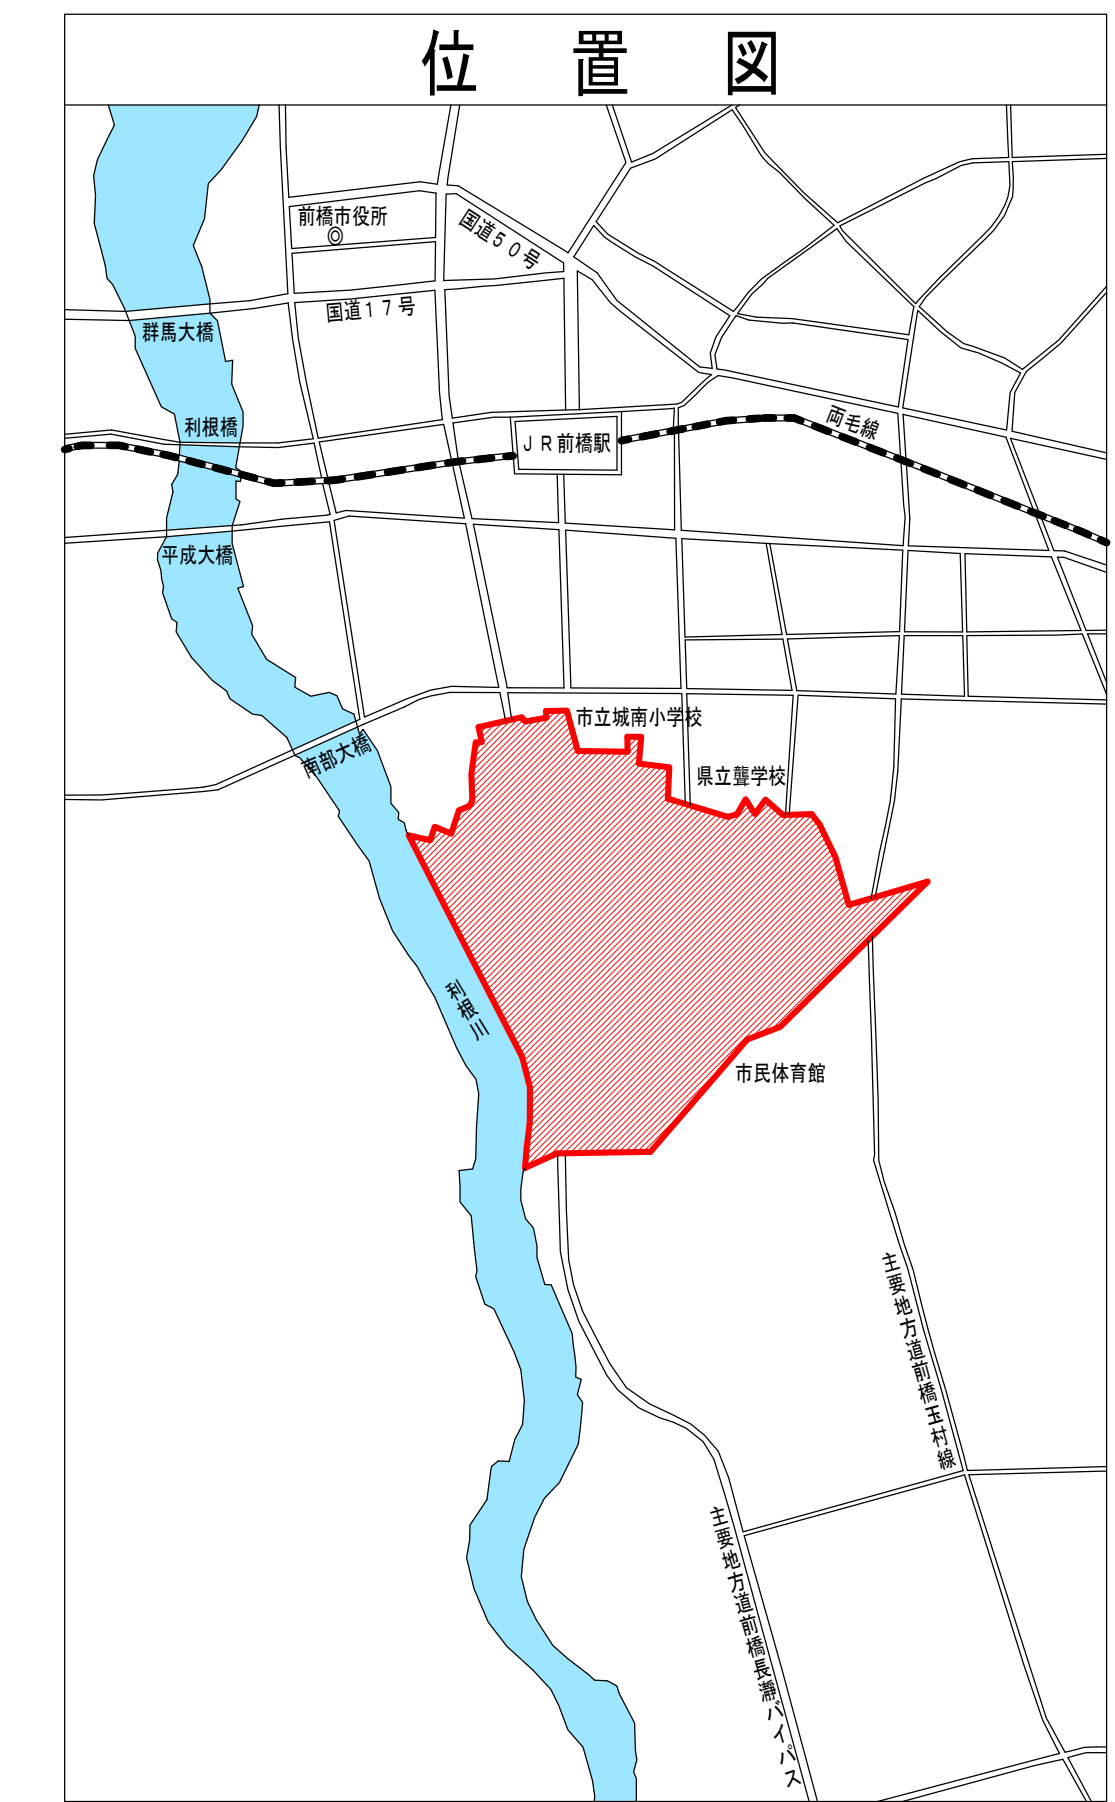 位置図
前橋市役所
国道50号
国道17号
群馬大橋
利根橋
JR前橋駅
両毛線
平成大橋
市立城南小学校
南部大橋
県立聾学校
利根川
市民体育館
主要地方道前橋玉村線
主要地方道前橋長瀞バイパス